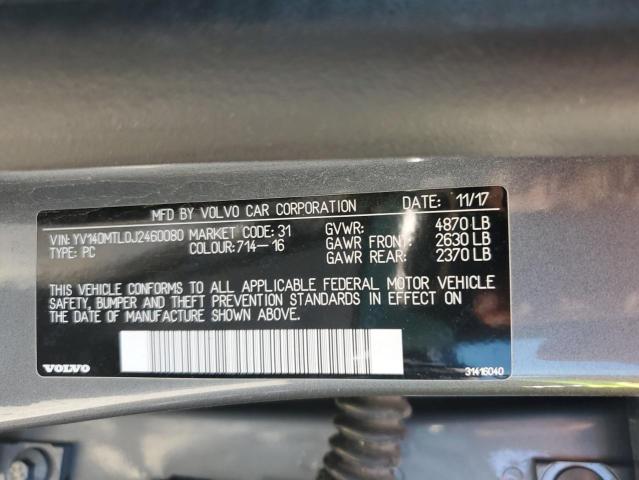 MFD BY VOLVO CAR CORPORATION DATE: 11/17
VIN: YV140MTL0J2460080 MARKET CODE: 31 GVWR: 4870 LB
TYPE: PC COLOUR: 714-16 GAWR FRONT: 2630 LB
GAWR REAR: 2370 LB
THIS VEHICLE CONFORMS TO ALL APPLICABLE FEDERAL MOTOR VEHICLE
SAFETY, BUMPER AND THEFT PREVENTION STANDARDS IN EFFECT ON
THE DATE OF MANUFACTURE SHOWN ABOVE.
VOLVO 31416040